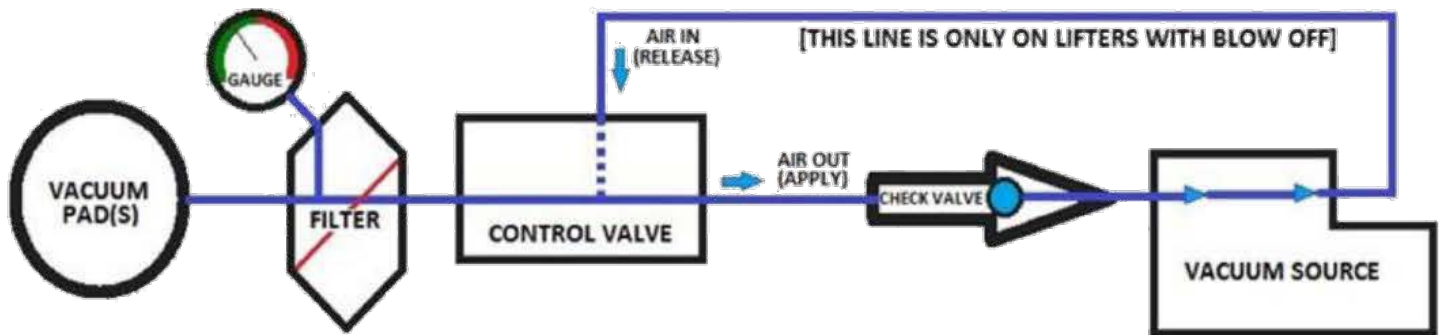 AIR IN
(RELEASE)
[THIS LINE IS ONLY ON LIFTERS WITH BLOW OFF]
GAUGE
VACUUM
PAD(S)
FILTER
CONTROL VALVE
AIR OUT
(APPLY)
CHECK VALVE
VACUUM SOURCE